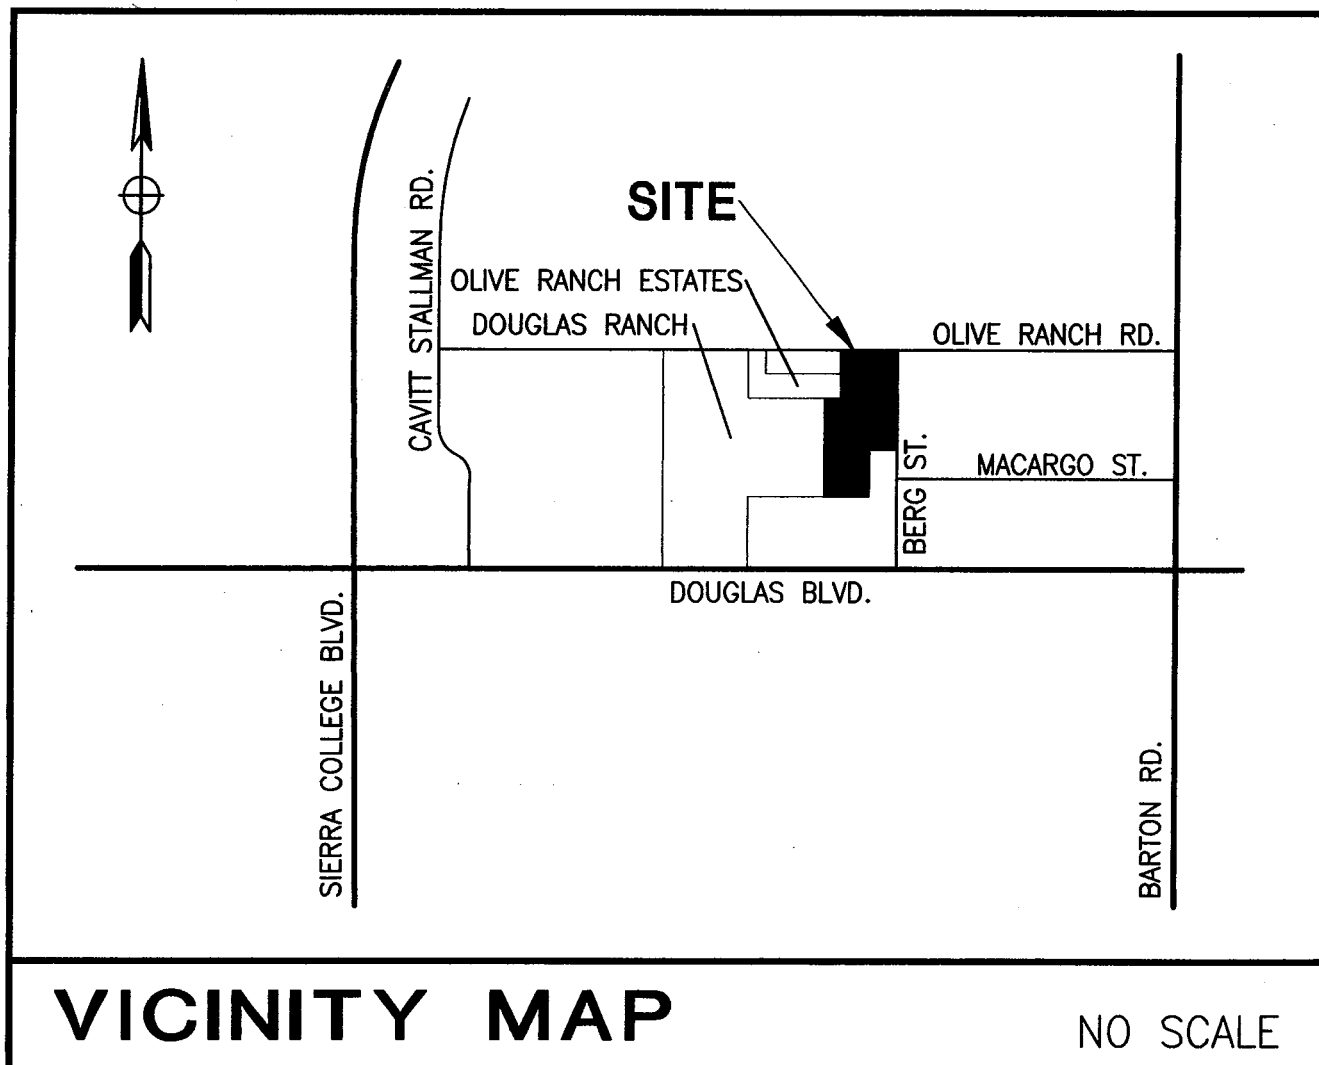 SITE
CAVITT STALLMAN RD.
OLIVE RANCH ESTATES
DOUGLAS RANCH
OLIVE RANCH RD.
BERG ST.
MACARGO ST.
DOUGLAS BLVD.
SIERRA COLLEGE BLVD.
BARTON RD.
VICINITY MAP
NO SCALE